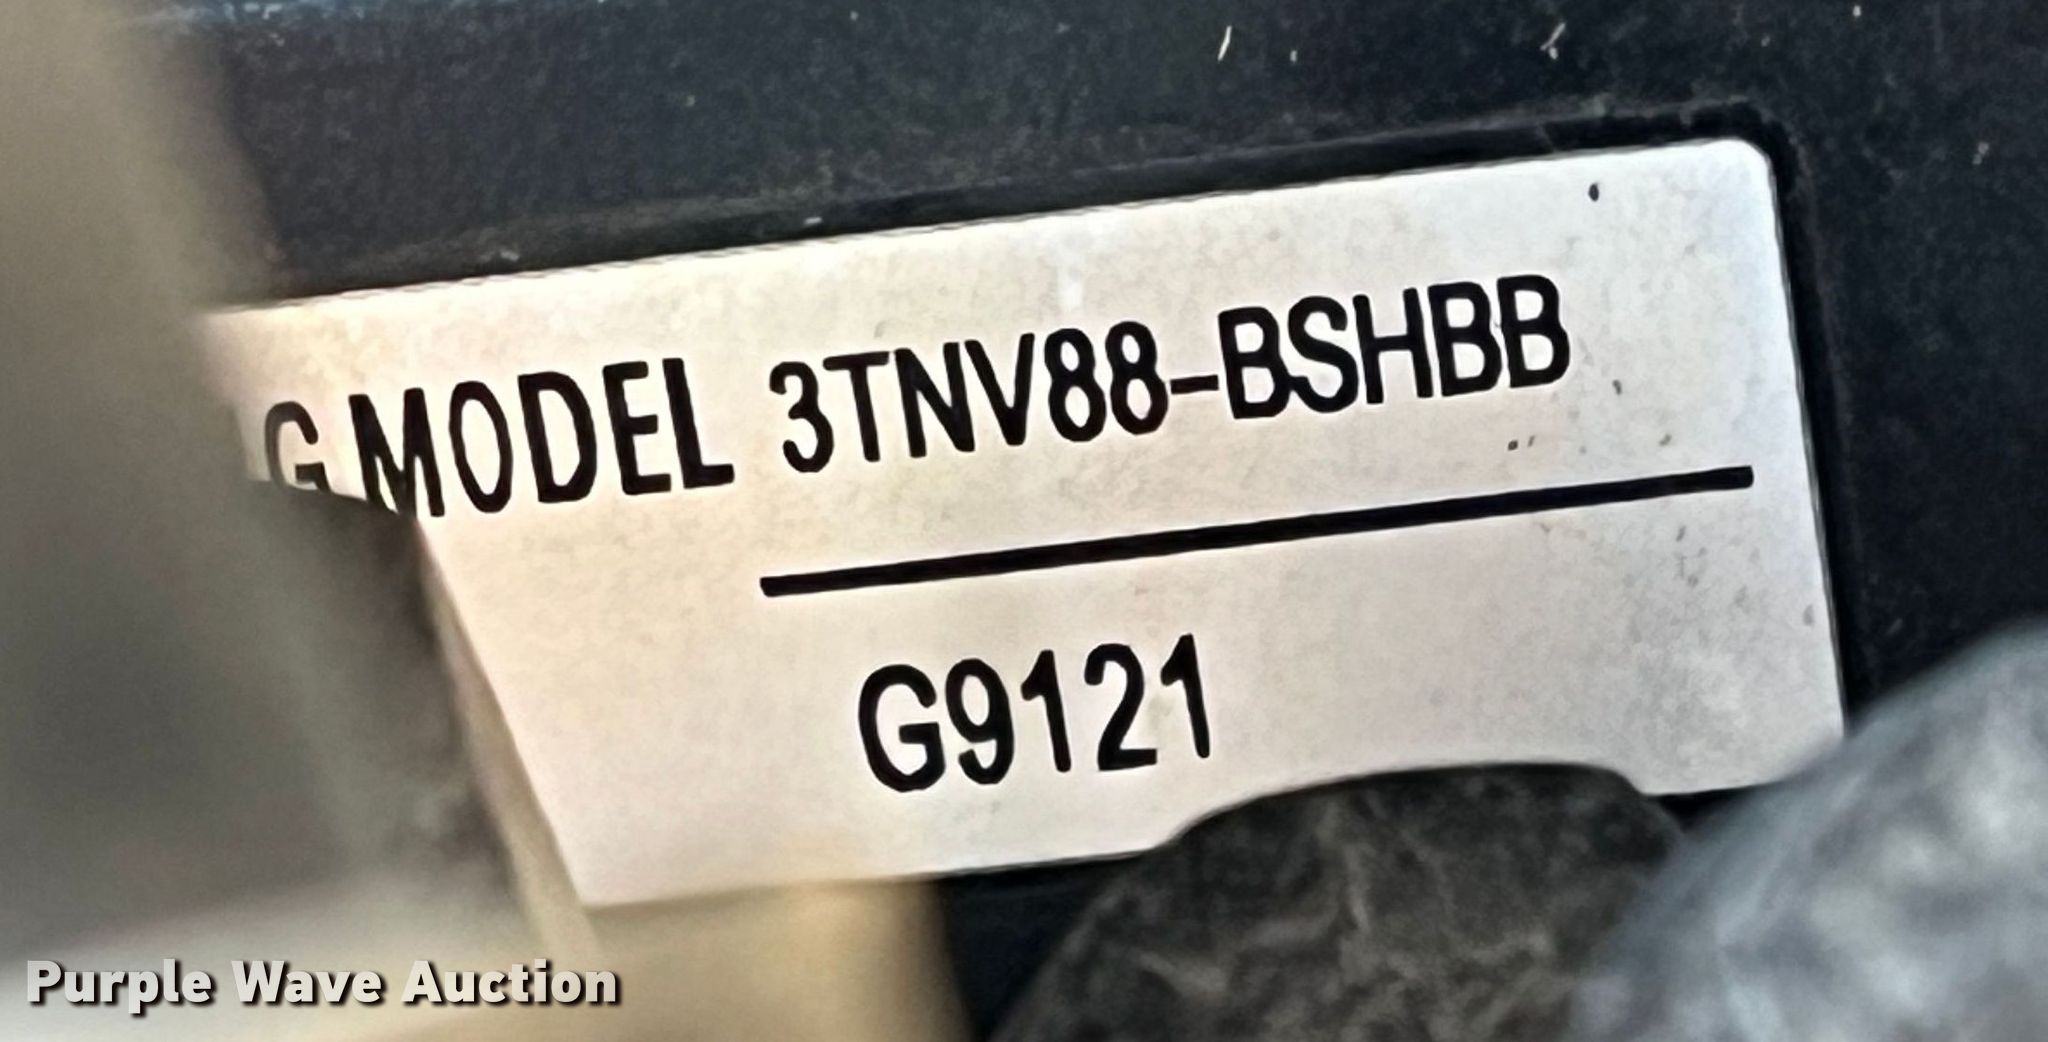 G MODEL 3TNV88-BSHBB
G9121
Purple Wave Auction